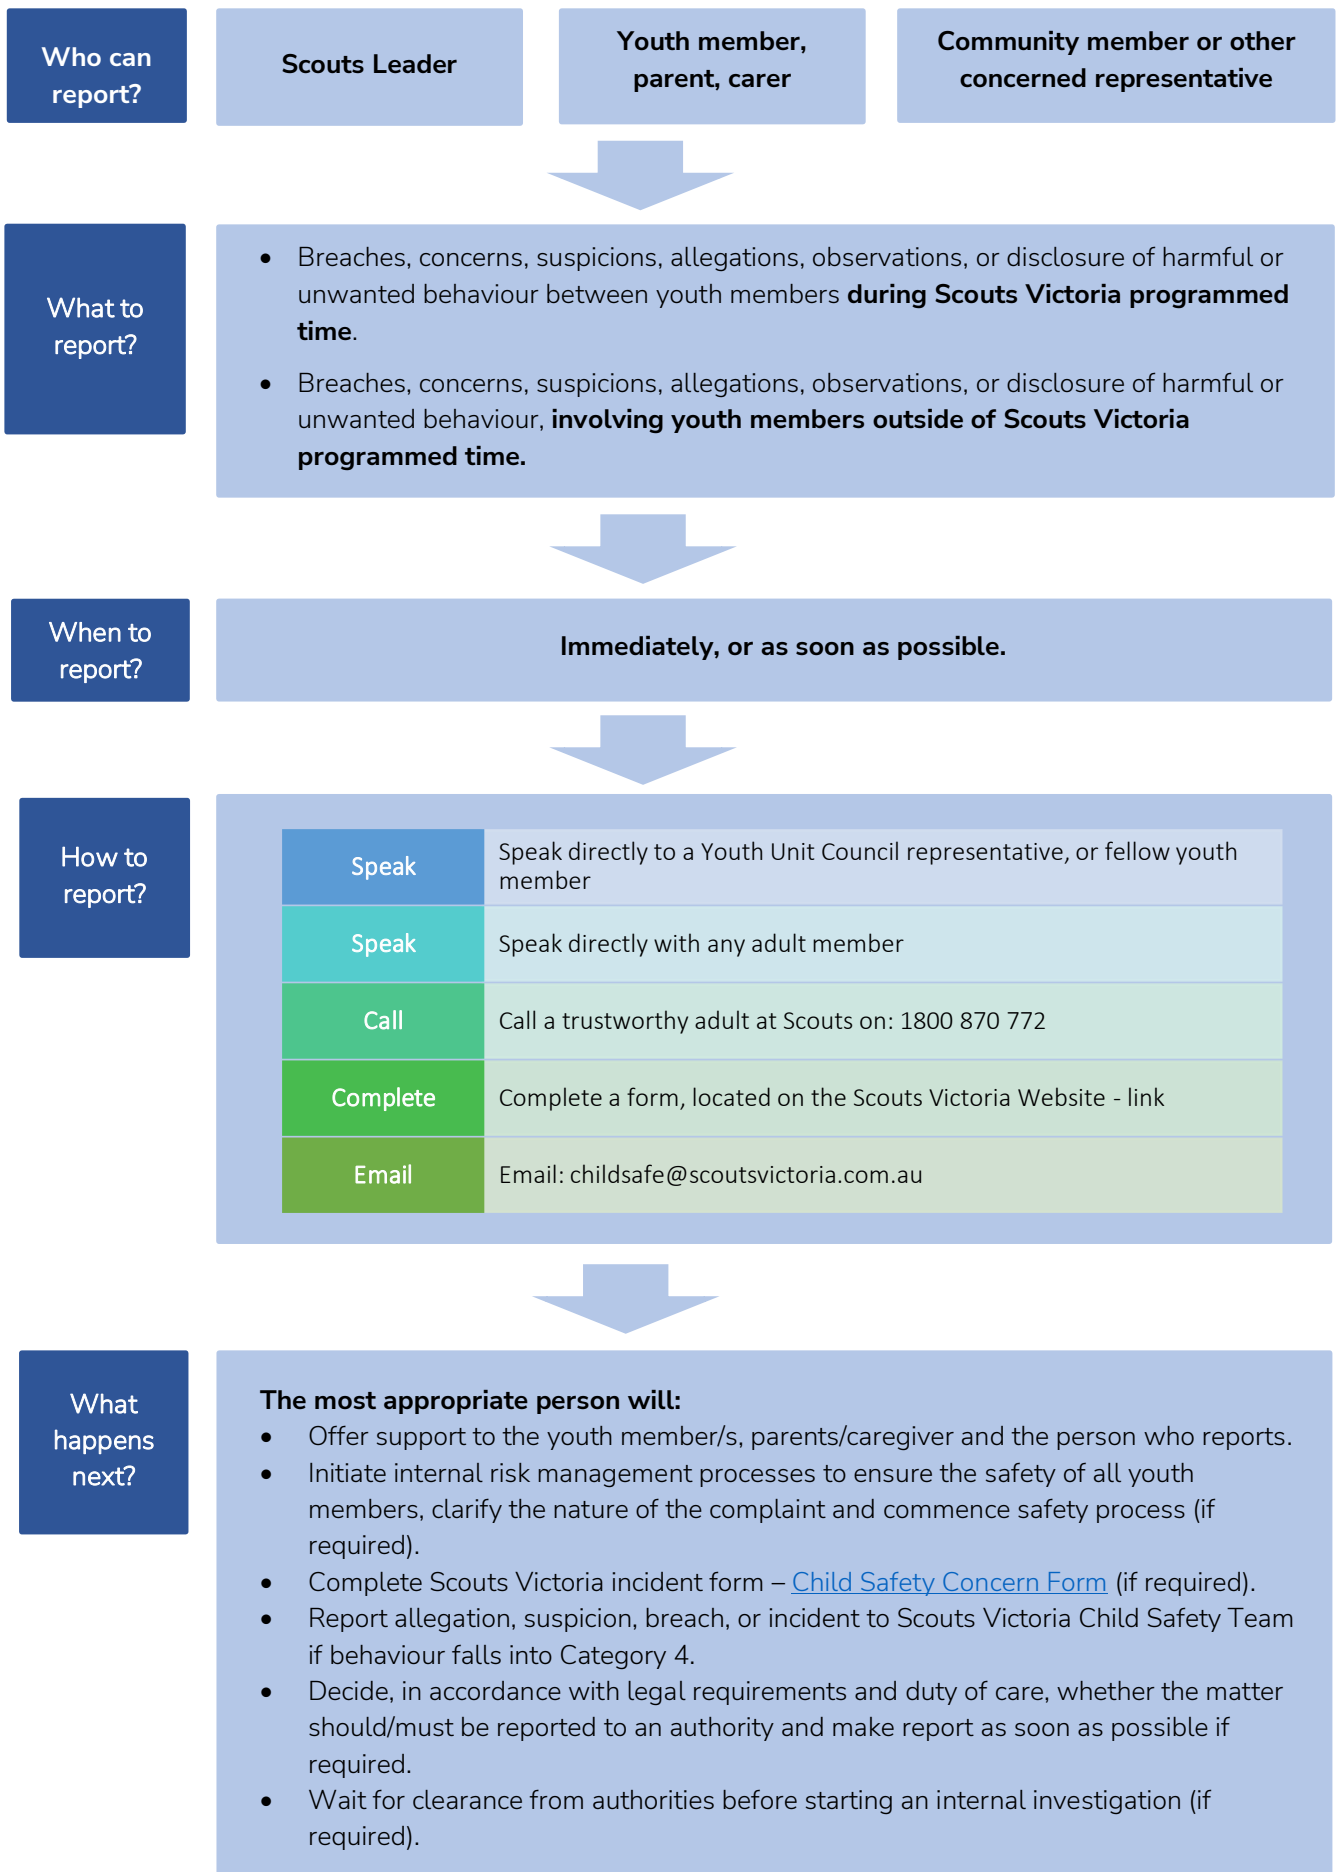 Who can
report?
Scouts Leader
Youth member,
parent, carer
Community member or other
concerned representative
What to
report?
• Breaches, concerns, suspicions, allegations, observations, or disclosure of harmful or
unwanted behaviour between youth members during Scouts Victoria programmed
time.
• Breaches, concerns, suspicions, allegations, observations, or disclosure of harmful or
unwanted behaviour, involving youth members outside of Scouts Victoria
programmed time.
When to
report?
Immediately, or as soon as possible.
How to
report?
Speak
Speak directly to a Youth Unit Council representative, or fellow youth
member
Speak
Speak directly with any adult member
Call
Call a trustworthy adult at Scouts on: 1800 870 772
Complete
Complete a form, located on the Scouts Victoria Website - link
Email
Email: childsafe@scoutsvictoria.com.au
What
happens
next?
The most appropriate person will:
• Offer support to the youth member/s, parents/caregiver and the person who reports.
• Initiate internal risk management processes to ensure the safety of all youth
members, clarify the nature of the complaint and commence safety process (if
required).
• Complete Scouts Victoria incident form – Child Safety Concern Form (if required).
• Report allegation, suspicion, breach, or incident to Scouts Victoria Child Safety Team
if behaviour falls into Category 4.
• Decide, in accordance with legal requirements and duty of care, whether the matter
should/must be reported to an authority and make report as soon as possible if
required.
• Wait for clearance from authorities before starting an internal investigation (if
required).